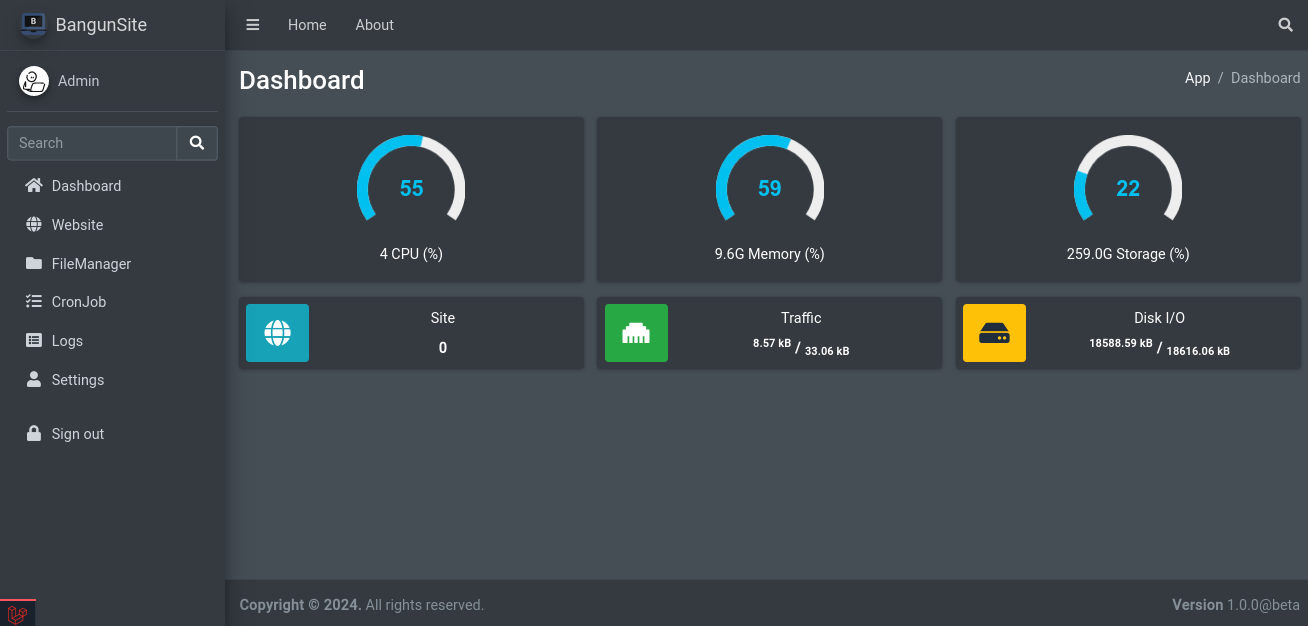 B
BangunSite
Home
About
Admin
Search
Dashboard
Website
FileManager
CronJob
Logs
Settings
Sign out
Dashboard
App / Dashboard
55
4 CPU (%)
59
9.6G Memory (%)
22
259.0G Storage (%)
Site
0
Traffic
8.57 kB / 33.06 kB
Disk I/O
18588.59 kB / 18616.06 kB
Copyright © 2024. All rights reserved.
Version 1.0.0@beta